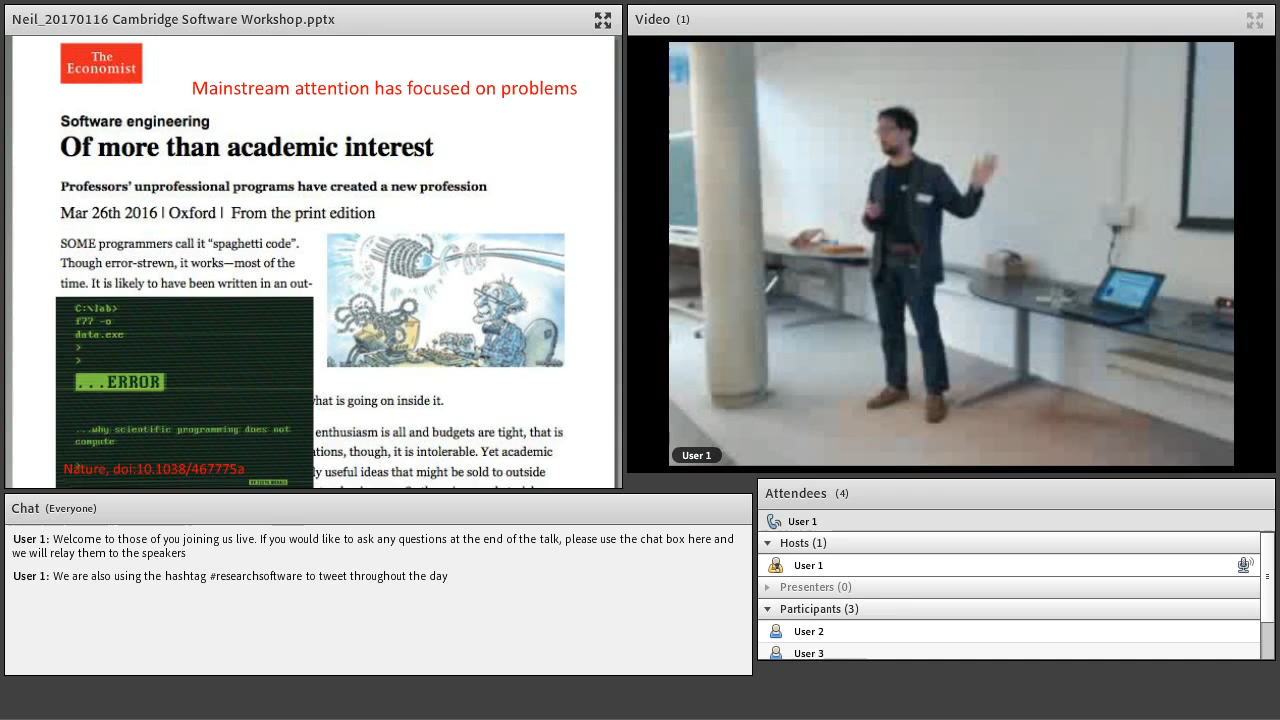 Neil_20170116 Cambridge Software Workshop.pptx
The
Economist
Mainstream attention has focused on problems
Software engineering
Of more than academic interest
Professors’ unprofessional programs have created a new profession
Mar 26th 2016 | Oxford | From the print edition
SOME programmers call it “spaghetti code”.
Though error-strewn, it works—most of the
time. It is likely to have been written in an out-
C:\lab>
f77 -o
data.exe
>
>
...ERROR
...why scientific programming does not
compute
Nature, doi:10.1038/467775a
what is going on inside it.
enthusiasm is all and budgets are tight, that is
ations, though, it is intolerable. Yet academic
ly useful ideas that might be sold to outside
Video (1)
User 1
Chat (Everyone)
User 1: Welcome to those of you joining us live. If you would like to ask any questions at the end of the talk, please use the chat box here and
we will relay them to the speakers
User 1: We are also using the hashtag #researchsoftware to tweet throughout the day
Attendees (4)
User 1
Hosts (1)
User 1
Presenters (0)
Participants (3)
User 2
User 3